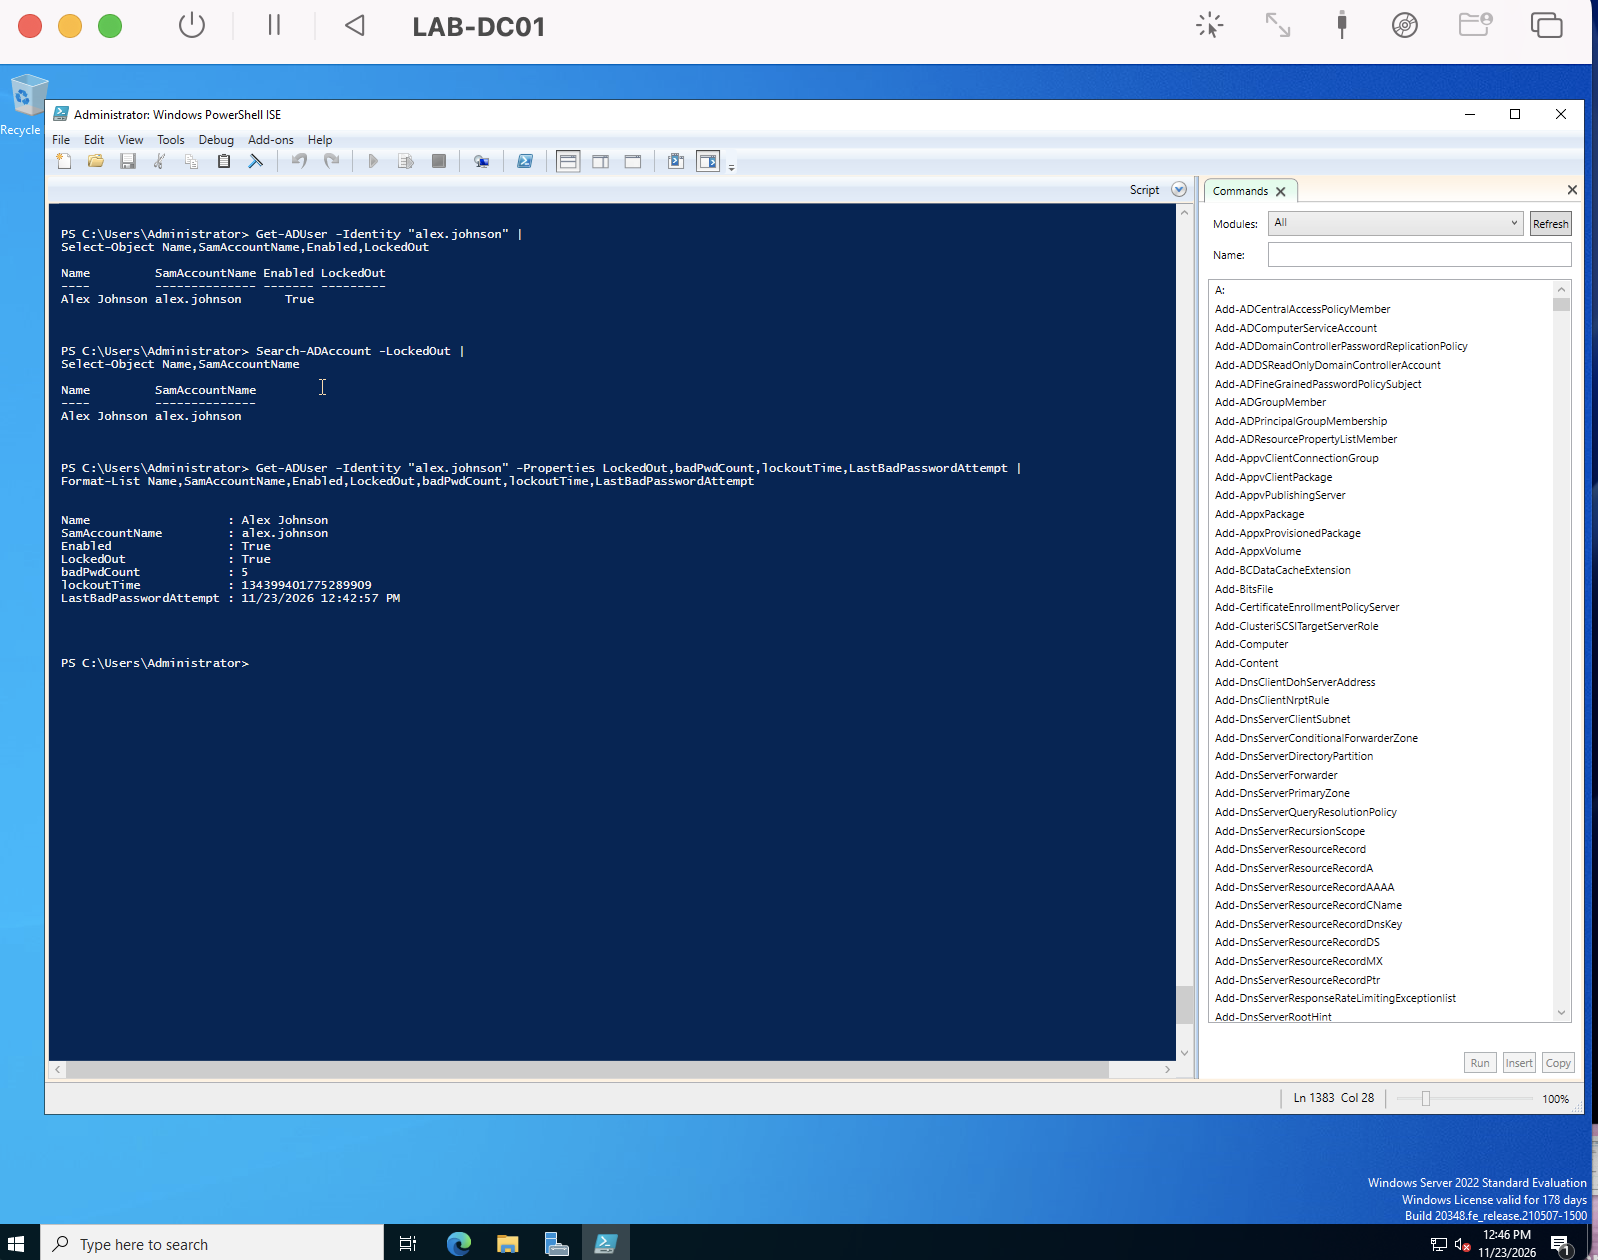 LAB-DC01
Recycle
Administrator: Windows PowerShell ISE
File Edit View Tools Debug Add-ons Help
Script
PS C:\Users\Administrator> Get-ADUser -Identity "alex.johnson" |
Select-Object Name,SamAccountName,Enabled,LockedOut
Name SamAccountName Enabled LockedOut
---- -------------- ------- ---------
Alex Johnson alex.johnson True
PS C:\Users\Administrator> Search-ADAccount -LockedOut |
Select-Object Name,SamAccountName
Name SamAccountName
---- --------------
Alex Johnson alex.johnson
PS C:\Users\Administrator> Get-ADUser -Identity "alex.johnson" -Properties LockedOut,badPwdCount,lockoutTime,LastBadPasswordAttempt |
Format-List Name,SamAccountName,Enabled,LockedOut,badPwdCount,lockoutTime,LastBadPasswordAttempt
Name : Alex Johnson
SamAccountName : alex.johnson
Enabled : True
LockedOut : True
badPwdCount : 5
lockoutTime : 134399401775289909
LastBadPasswordAttempt : 11/23/2026 12:42:57 PM
PS C:\Users\Administrator>
Commands
Modules: All Refresh
Name:
A:
Add-ADCentralAccessPolicyMember
Add-ADComputerServiceAccount
Add-ADDomainControllerPasswordReplicationPolicy
Add-ADDSReadOnlyDomainControllerAccount
Add-ADFineGrainedPasswordPolicySubject
Add-ADGroupMember
Add-ADPrincipalGroupMembership
Add-ADResourcePropertyListMember
Add-AppvClientConnectionGroup
Add-AppvClientPackage
Add-AppvPublishingServer
Add-AppxPackage
Add-AppxProvisionedPackage
Add-AppxVolume
Add-BCDataCacheExtension
Add-BitsFile
Add-CertificateEnrollmentPolicyServer
Add-ClusteriSCSITargetServerRole
Add-Computer
Add-Content
Add-DnsClientDohServerAddress
Add-DnsClientNrptRule
Add-DnsServerClientSubnet
Add-DnsServerConditionalForwarderZone
Add-DnsServerDirectoryPartition
Add-DnsServerForwarder
Add-DnsServerPrimaryZone
Add-DnsServerQueryResolutionPolicy
Add-DnsServerRecursionScope
Add-DnsServerResourceRecord
Add-DnsServerResourceRecordA
Add-DnsServerResourceRecordAAAA
Add-DnsServerResourceRecordCName
Add-DnsServerResourceRecordDnsKey
Add-DnsServerResourceRecordDS
Add-DnsServerResourceRecordMX
Add-DnsServerResourceRecordPtr
Add-DnsServerResponseRateLimitingExceptionlist
Add-DnsServerRootHint
Run Insert Copy
Ln 1383 Col 28 100%
Windows Server 2022 Standard Evaluation
Windows License valid for 178 days
Build 20348.fe_release.210507-1500
Type here to search
12:46 PM
11/23/2026
1